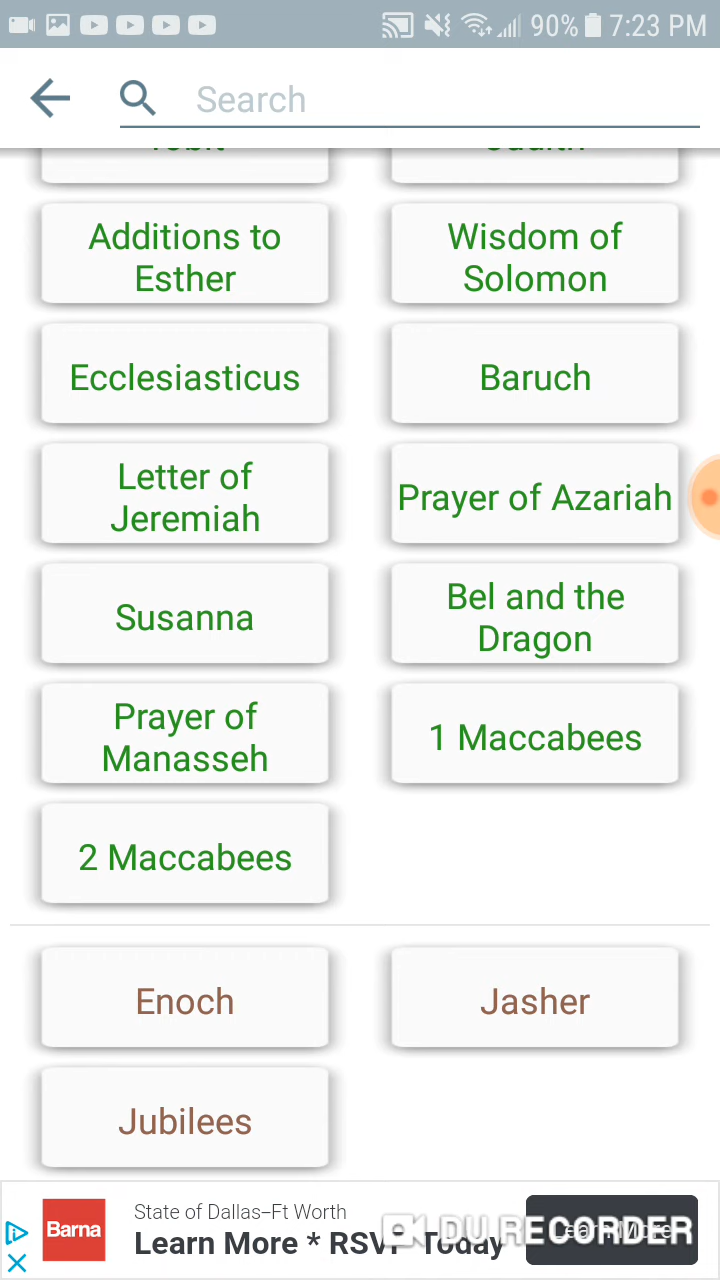 90% 7:23 PM
Search
Additions to
Esther
Wisdom of
Solomon
Ecclesiasticus
Baruch
Letter of
Jeremiah
Prayer of Azariah
Susanna
Bel and the
Dragon
Prayer of
Manasseh
1 Maccabees
2 Maccabees
Enoch
Jasher
Jubilees
Barna
State of Dallas–Ft Worth
Learn More * RSVP Today
Learn More
DU RECORDER